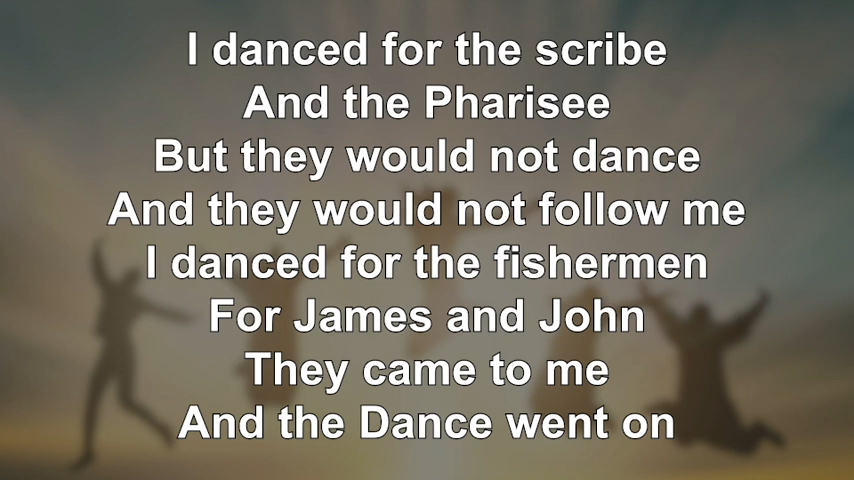 I danced for the scribe
And the Pharisee
But they would not dance
And they would not follow me
I danced for the fishermen
For James and John
They came to me
And the Dance went on